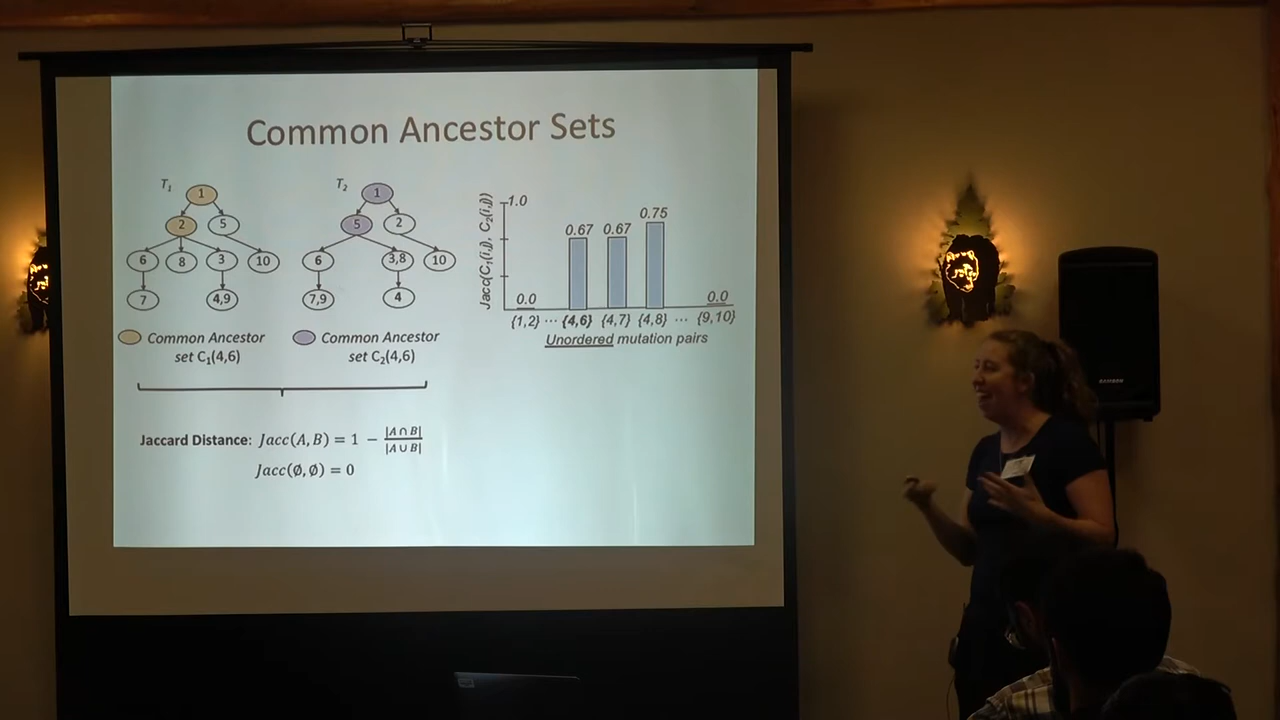 Common Ancestor Sets
T₁
1
2
5
6
8
3
10
7
4,9
T₂
1
5
2
6
3,8
10
7,9
4
Common Ancestor
set C₁(4,6)
Common Ancestor
set C₂(4,6)
Jaccard Distance: Jacc(A, B) = 1 − |A ∩ B| / |A ∪ B|
Jacc(∅, ∅) = 0
Jacc(C₁(i,j), C₂(i,j))
1.0
0.0
0.67
0.67
0.75
0.0
{1,2} ··· {4,6} {4,7} {4,8} ··· {9,10}
Unordered mutation pairs
SAMSON